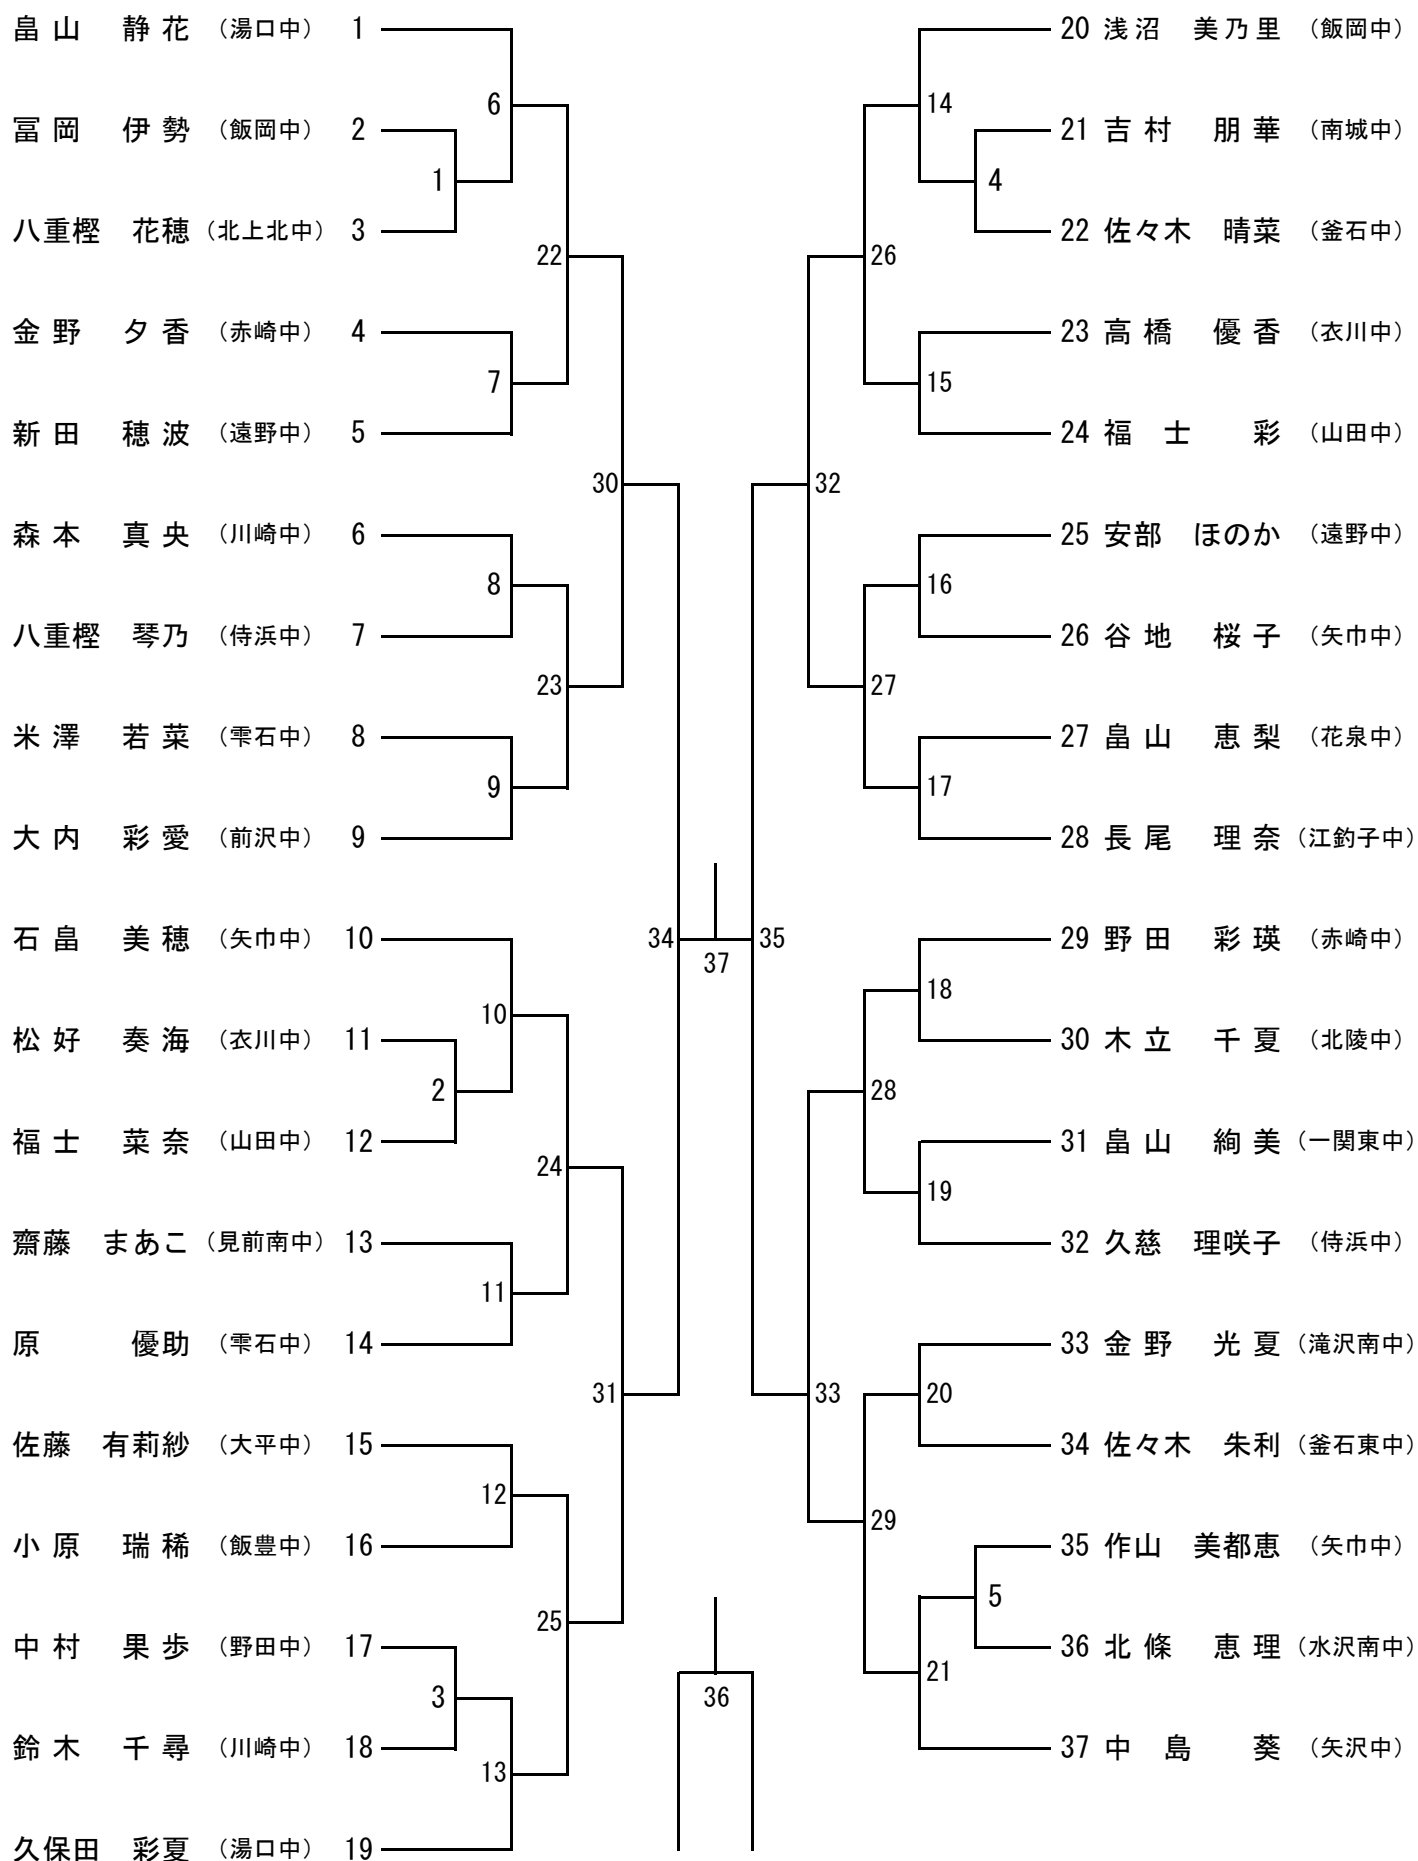 畠山 静花 （湯口中） 1
冨岡 伊勢 （飯岡中） 2
八重樫 花穂 （北上北中） 3
金野 夕香 （赤崎中） 4
新田 穂波 （遠野中） 5
森本 真央 （川崎中） 6
八重樫 琴乃 （侍浜中） 7
米澤 若菜 （雫石中） 8
大内 彩愛 （前沢中） 9
石畠 美穂 （矢巾中） 10
松好 奏海 （衣川中） 11
福士 菜奈 （山田中） 12
齋藤 まあこ （見前南中） 13
原 優助 （雫石中） 14
佐藤 有莉紗 （大平中） 15
小原 瑞稀 （飯豊中） 16
中村 果歩 （野田中） 17
鈴木 千尋 （川崎中） 18
久保田 彩夏 （湯口中） 19
1
2
3
6
7
8
9
10
11
12
13
22
23
24
25
30
31
34
37
36
35
32
33
26
27
28
29
14
15
16
17
18
19
20
21
4
5
20 浅沼 美乃里 （飯岡中）
21 吉村 朋華 （南城中）
22 佐々木 晴菜 （釜石中）
23 高橋 優香 （衣川中）
24 福士 彩 （山田中）
25 安部 ほのか （遠野中）
26 谷地 桜子 （矢巾中）
27 畠山 恵梨 （花泉中）
28 長尾 理奈 （江釣子中）
29 野田 彩瑛 （赤崎中）
30 木立 千夏 （北陵中）
31 畠山 絢美 （一関東中）
32 久慈 理咲子 （侍浜中）
33 金野 光夏 （滝沢南中）
34 佐々木 朱利 （釜石東中）
35 作山 美都恵 （矢巾中）
36 北條 恵理 （水沢南中）
37 中島 葵 （矢沢中）